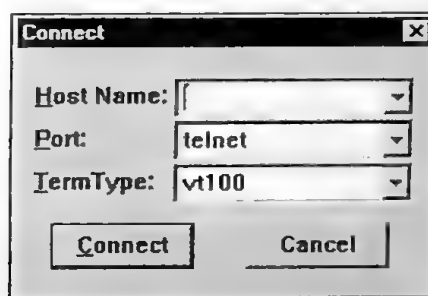 Connect
Host Name:
Port: telnet
TermType: vt100
Connect Cancel